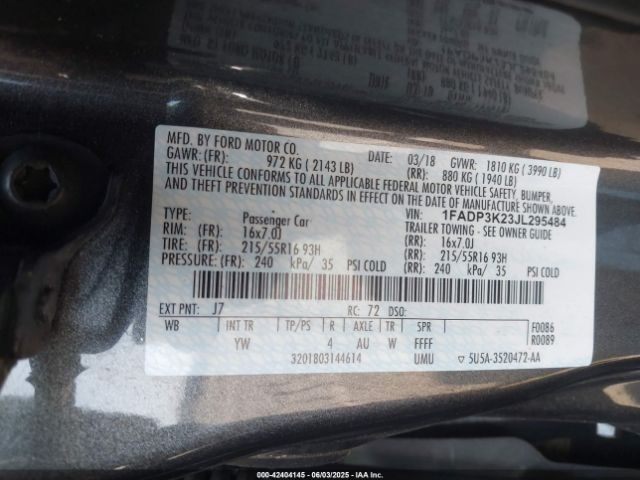 MFD. BY FORD MOTOR CO.
DATE: 03/18 GVWR: 1810 KG ( 3990 LB)
GAWR: (FR): 972 KG ( 2143 LB) (RR): 880 KG ( 1940 LB)
THIS VEHICLE CONFORMS TO ALL APPLICABLE FEDERAL MOTOR VEHICLE SAFETY, BUMPER,
AND THEFT PREVENTION STANDARDS IN EFFECT ON THE DATE OF MANUFACTURE SHOWN ABOVE.
VIN: 1FADP3K23JL295484
TYPE: Passenger Car TRAILER TOWING - SEE OWNER GUIDE
RIM: (FR): 16x7.0J (RR): 16x7.0J
TIRE: (FR): 215/55R16 93H (RR): 215/55R16 93H
PRESSURE: (FR): 240 kPa/ 35 PSI COLD (RR): 240 kPa/ 35 PSI COLD
EXT PNT: J7 RC: 72 DSO:
WB INT TR TP/PS R AXLE TR SPR F0086
YW 4 AU W FFFF R0089
3201803144614 UMU ▽ 5U5A-3520472-AA
00-42404145 - 06/03/2025 - IAA Inc.